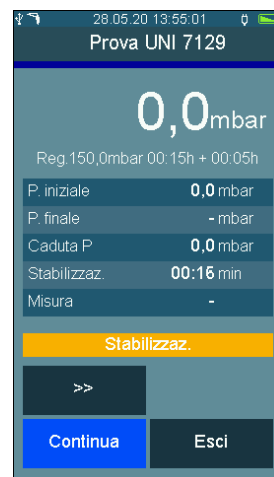 28.05.20 13:55:01
Prova UNI 7129
0,0mbar
Reg.150,0mbar 00:15h + 00:05h
P. iniziale 0,0 mbar
P. finale - mbar
Caduta P 0,0 mbar
Stabilizzaz. 00:16 min
Misura -
Stabilizzaz.
>>
Continua Esci